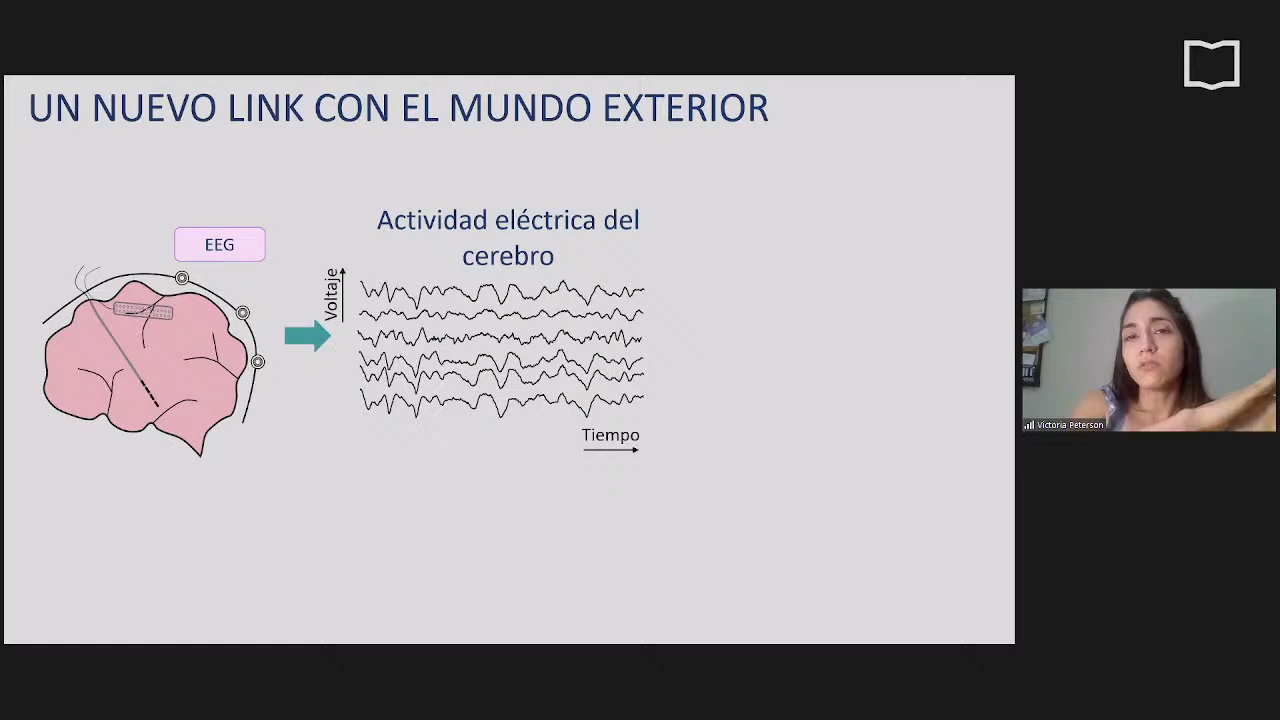 UN NUEVO LINK CON EL MUNDO EXTERIOR
EEG
Actividad eléctrica del
cerebro
Voltaje
Tiempo
Victoria Peterson